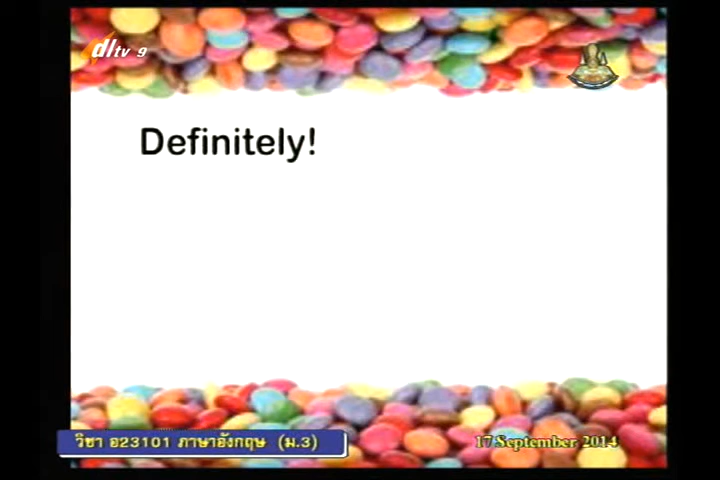 dltv 9
Definitely!
วิชา อ23101 ภาษาอังกฤษ (ม.3)
17 September 2014